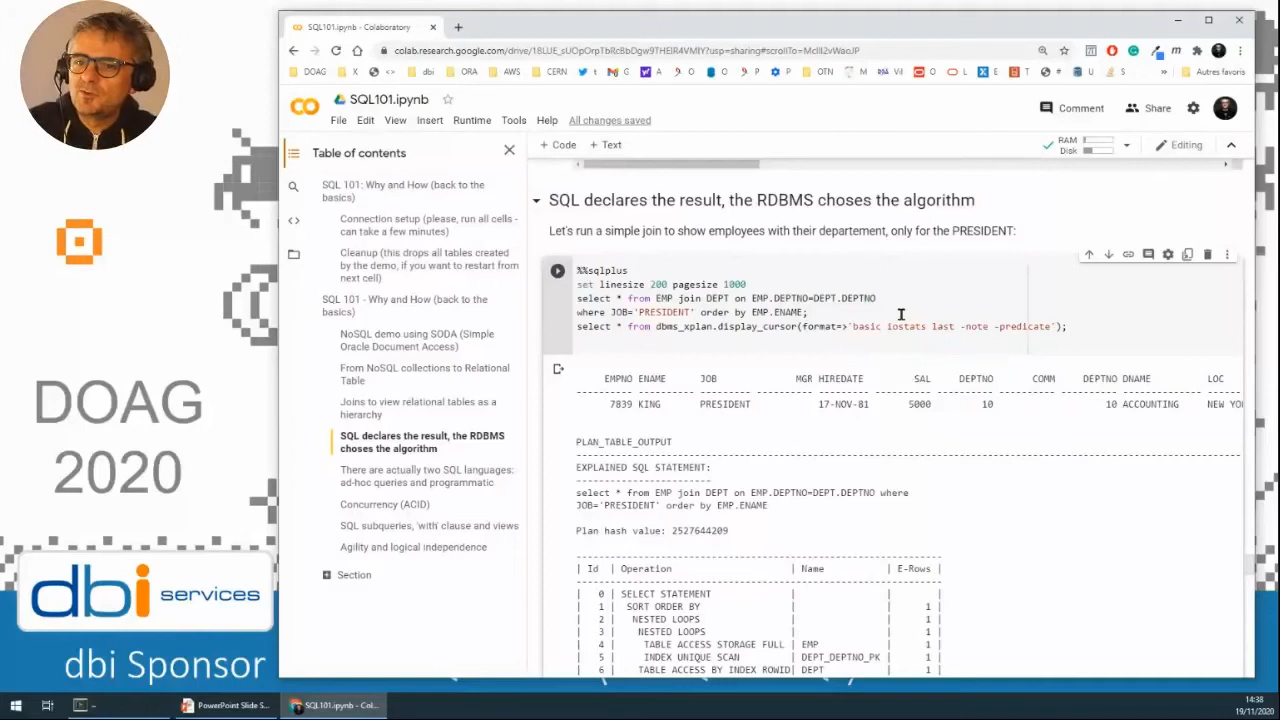 SQL101.ipynb - Colaboratory
colab.research.google.com/drive/18LUE_sUOpOrpTbRcBbDgw9THEIR4VMIY?usp=sharing#scrollTo=McIIl2vWaoJP
DOAG
X
dbi
ORA
AWS
CERN
t
G
A
O
O
P
OTN
M
Vit
O
L
E
T
#
U
S
»
Autres favoris
SQL101.ipynb
Comment
Share
File Edit View Insert Runtime Tools Help All changes saved
+ Code + Text
RAM
Disk
Editing
Table of contents
SQL 101: Why and How (back to the
basics)
Connection setup (please, run all cells -
can take a few minutes)
Cleanup (this drops all tables created
by the demo, if you want to restart from
next cell)
SQL 101 - Why and How (back to the
basics)
NoSQL demo using SODA (Simple
Oracle Document Access)
From NoSQL collections to Relational
Table
Joins to view relational tables as a
hierarchy
SQL declares the result, the RDBMS
choses the algorithm
There are actually two SQL languages:
ad-hoc queries and programmatic
Concurrency (ACID)
SQL subqueries, 'with' clause and views
Agility and logical independence
Section
SQL declares the result, the RDBMS choses the algorithm
Let's run a simple join to show employees with their departement, only for the PRESIDENT:
%%sqlplus
set linesize 200 pagesize 1000
select * from EMP join DEPT on EMP.DEPTNO=DEPT.DEPTNO
where JOB='PRESIDENT' order by EMP.ENAME;
select * from dbms_xplan.display_cursor(format=>'basic iostats last -note -predicate');
EMPNO ENAME JOB MGR HIREDATE SAL DEPTNO COMM DEPTNO DNAME LOC
7839 KING PRESIDENT 17-NOV-81 5000 10 10 ACCOUNTING NEW YO
PLAN_TABLE_OUTPUT
EXPLAINED SQL STATEMENT:
select * from EMP join DEPT on EMP.DEPTNO=DEPT.DEPTNO where
JOB='PRESIDENT' order by EMP.ENAME
Plan hash value: 2527644209
| Id | Operation | Name | E-Rows |
| 0 | SELECT STATEMENT | | |
| 1 | SORT ORDER BY | | 1 |
| 2 | NESTED LOOPS | | 1 |
| 3 | NESTED LOOPS | | 1 |
| 4 | TABLE ACCESS STORAGE FULL | EMP | 1 |
| 5 | INDEX UNIQUE SCAN | DEPT_DEPTNO_PK | 1 |
| 6 | TABLE ACCESS BY INDEX ROWID| DEPT | 1 |
DOAG
2020
dbi services
dbi Sponsor
PowerPoint Slide S...
SQL101.ipynb - Col...
14:38
19/11/2020